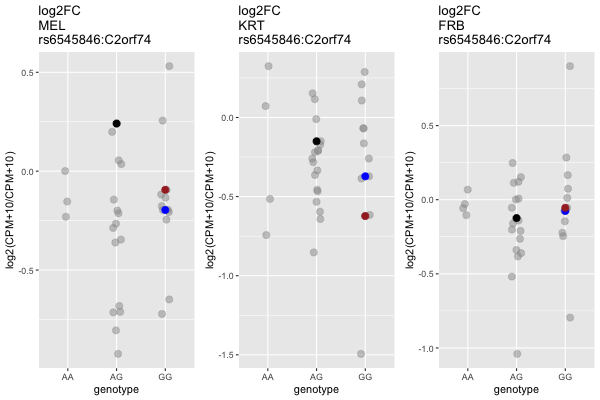 log2FC
MEL
rs6545846:C2orf74
log2(CPM+10/CPM+10)
0.5
0.0
-0.5
AA
AG
GG
genotype
log2FC
KRT
rs6545846:C2orf74
log2(CPM+10/CPM+10)
0.0
-0.5
-1.0
-1.5
AA
AG
GG
genotype
log2FC
FRB
rs6545846:C2orf74
log2(CPM+10/CPM+10)
0.5
0.0
-0.5
-1.0
AA
AG
GG
genotype